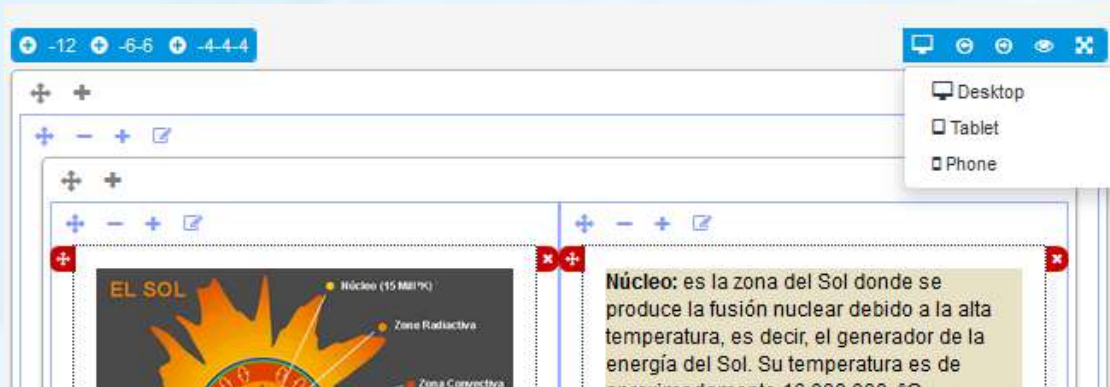 -12 -6-6 -4-4-4
Desktop
Tablet
Phone
EL SOL
Núcleo (15 Mill°K)
Zona Radiactiva
Zona Convectiva
Núcleo: es la zona del Sol donde se
produce la fusión nuclear debido a la alta
temperatura, es decir, el generador de la
energía del Sol. Su temperatura es de